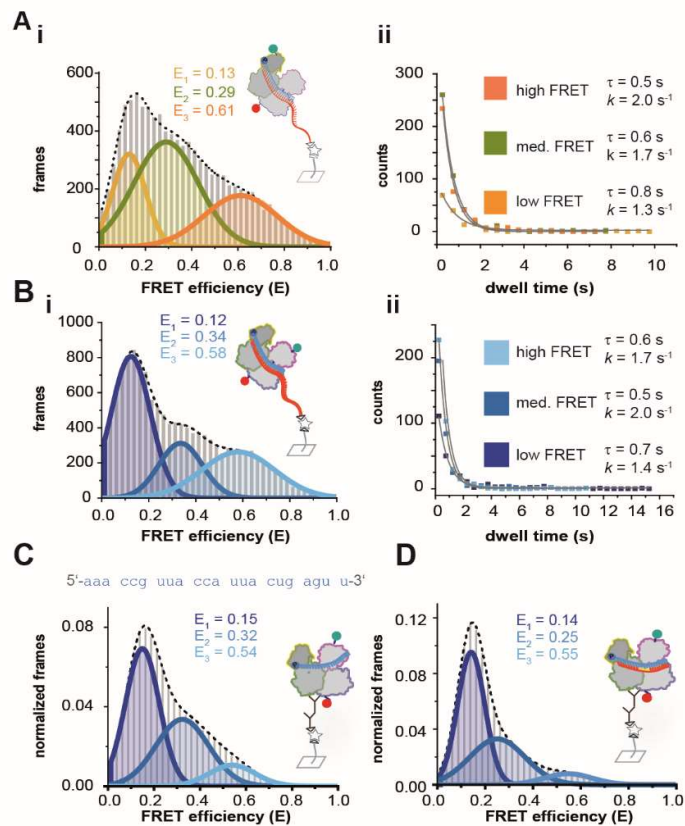 A
i
E1 = 0.13
E2 = 0.29
E3 = 0.61
600
400
200
0
frames
0.0 0.2 0.4 0.6 0.8 1.0
FRET efficiency (E)
ii
300
200
100
0
counts
high FRET τ = 0.5 s
k = 2.0 s-1
med. FRET τ = 0.6 s
k = 1.7 s-1
low FRET τ = 0.8 s
k = 1.3 s-1
0 2 4 6 8 10
dwell time (s)
B
i
E1 = 0.12
E2 = 0.34
E3 = 0.58
1000
800
600
400
200
0
frames
0.0 0.2 0.4 0.6 0.8 1.0
FRET efficiency (E)
ii
200
100
0
counts
high FRET τ = 0.6 s
k = 1.7 s-1
med. FRET τ = 0.5 s
k = 2.0 s-1
low FRET τ = 0.7 s
k = 1.4 s-1
0 2 4 6 8 10 12 14 16
dwell time (s)
C
5'-aaa ccg uua cca uua cug agu u-3'
E1 = 0.15
E2 = 0.32
E3 = 0.54
0.08
0.04
0.00
normalized frames
0.0 0.2 0.4 0.6 0.8 1.0
FRET efficiency (E)
D
E1 = 0.14
E2 = 0.25
E3 = 0.55
0.12
0.08
0.04
0.00
normalized frames
0.0 0.2 0.4 0.6 0.8 1.0
FRET efficiency (E)